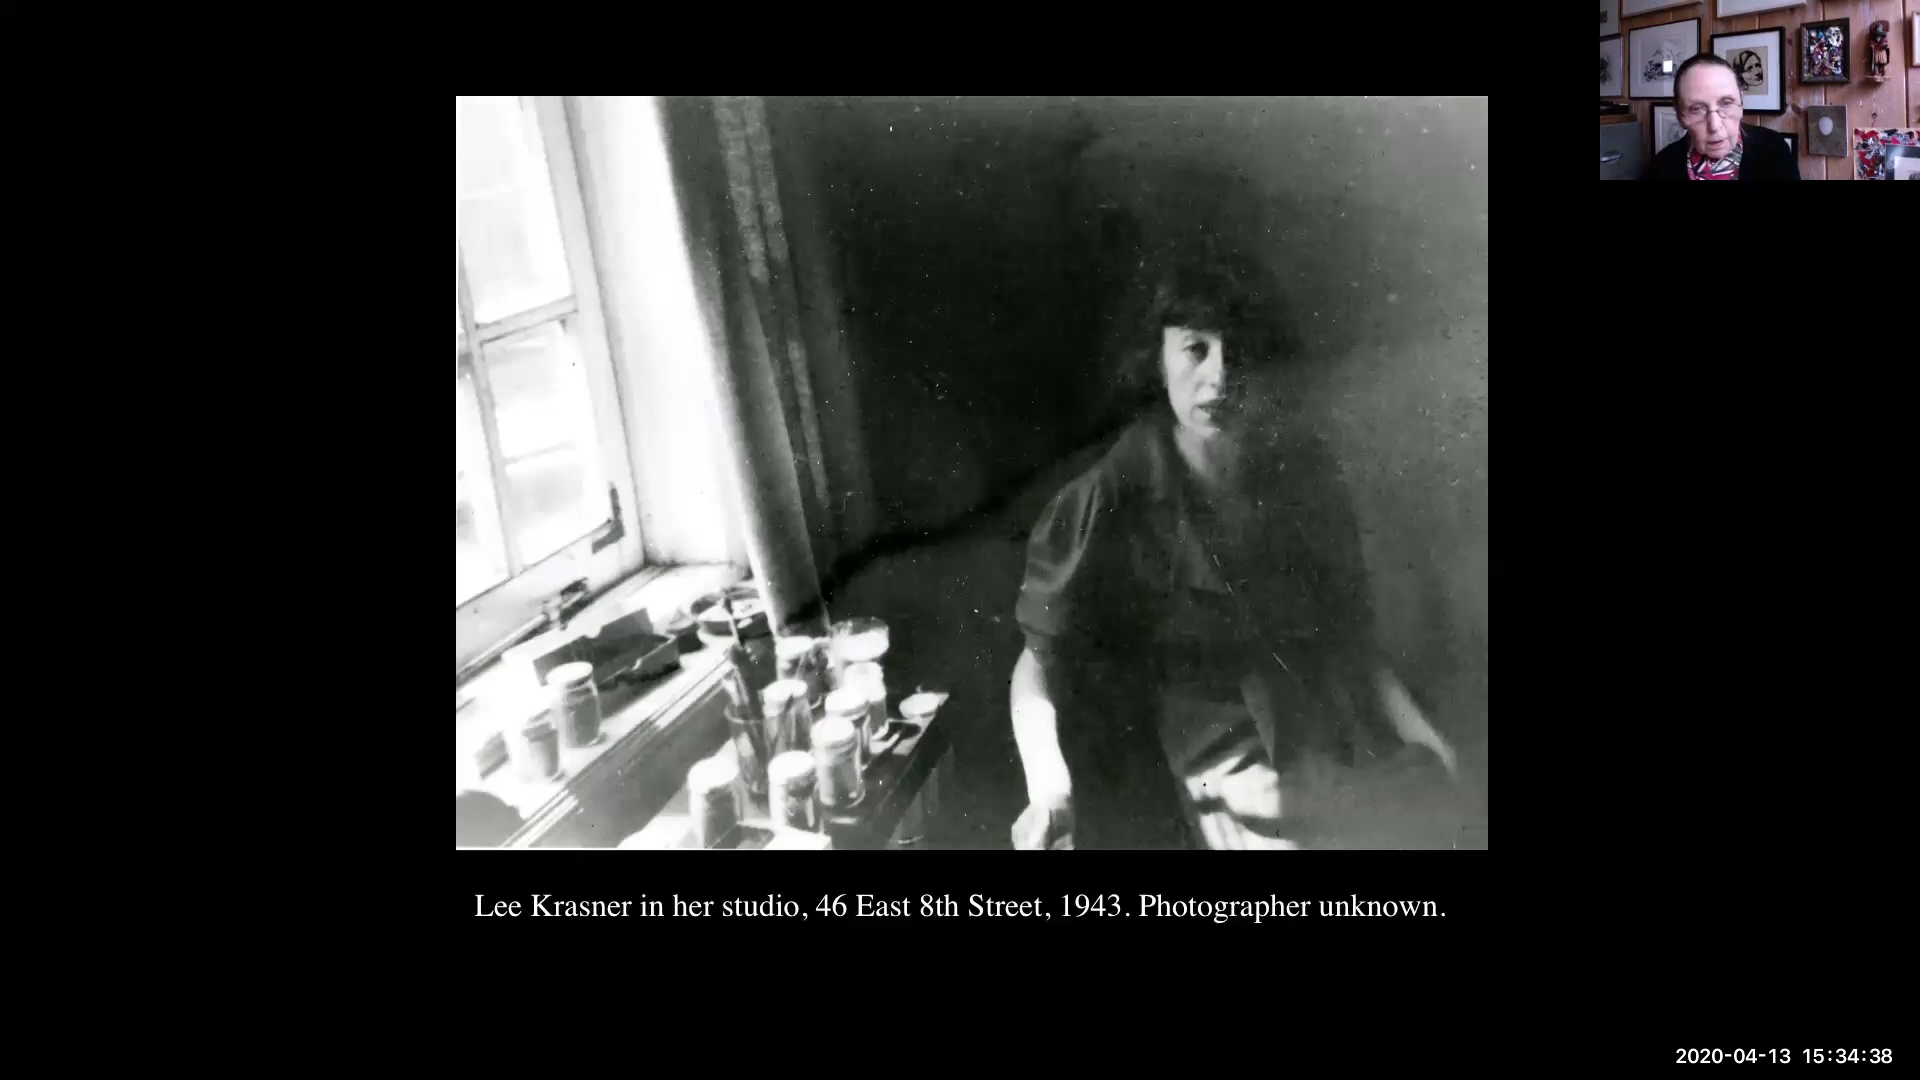 Lee Krasner in her studio, 46 East 8th Street, 1943. Photographer unknown.
2020-04-13 15:34:38